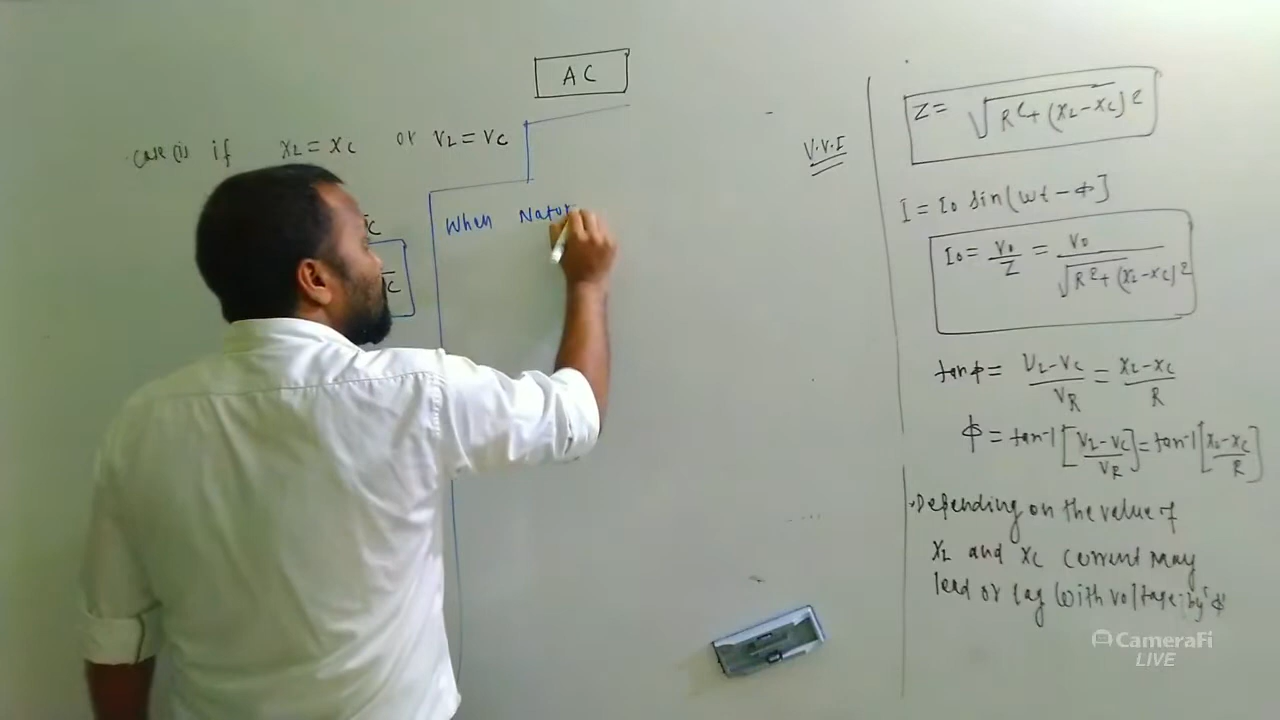 AC
case (i) if XL = XC or VL = VC
C
C
When Nator
V.V.I
Z = √R²+(XL-XC)²
I = I0 sin(wt-ϕ]
I0 = V0/Z = V0/√R²+(XL-XC)²
tanϕ = VL-VC/VR = XL-XC/R
ϕ = tan-1[VL-VC/VR] = tan-1[XL-XC/R]
Depending on the value of
XL and XC current may
lead or lag with voltage by 'ϕ'
CameraFi
LIVE